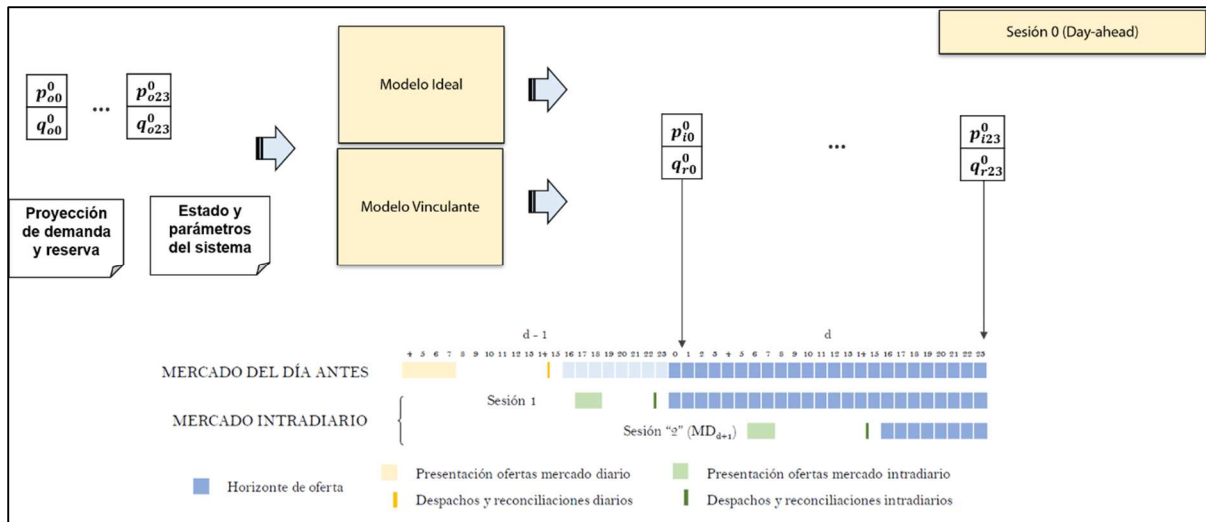 Sesión 0 (Day-ahead)
Modelo Ideal
p⁰ₒ₀ ... p⁰ₒ₂₃
q⁰ₒ₀ q⁰ₒ₂₃
p⁰ᵢ₀ ... p⁰ᵢ₂₃
q⁰ᵣ₀ q⁰ᵣ₂₃
Modelo Vinculante
Proyección
de demanda
y reserva
Estado y
parámetros
del sistema
d - 1 d
4 5 6 7 8 9 10 11 12 13 14 15 16 17 18 19 20 21 22 23 0 1 2 3 4 5 6 7 8 9 10 11 12 13 14 15 16 17 18 19 20 21 22 23
MERCADO DEL DÍA ANTES
Sesión 1
MERCADO INTRADIARIO
Sesión "2" (MDd+1)
Horizonte de oferta
Presentación ofertas mercado diario
Despachos y reconciliaciones diarios
Presentación ofertas mercado intradiario
Despachos y reconciliaciones intradiarios